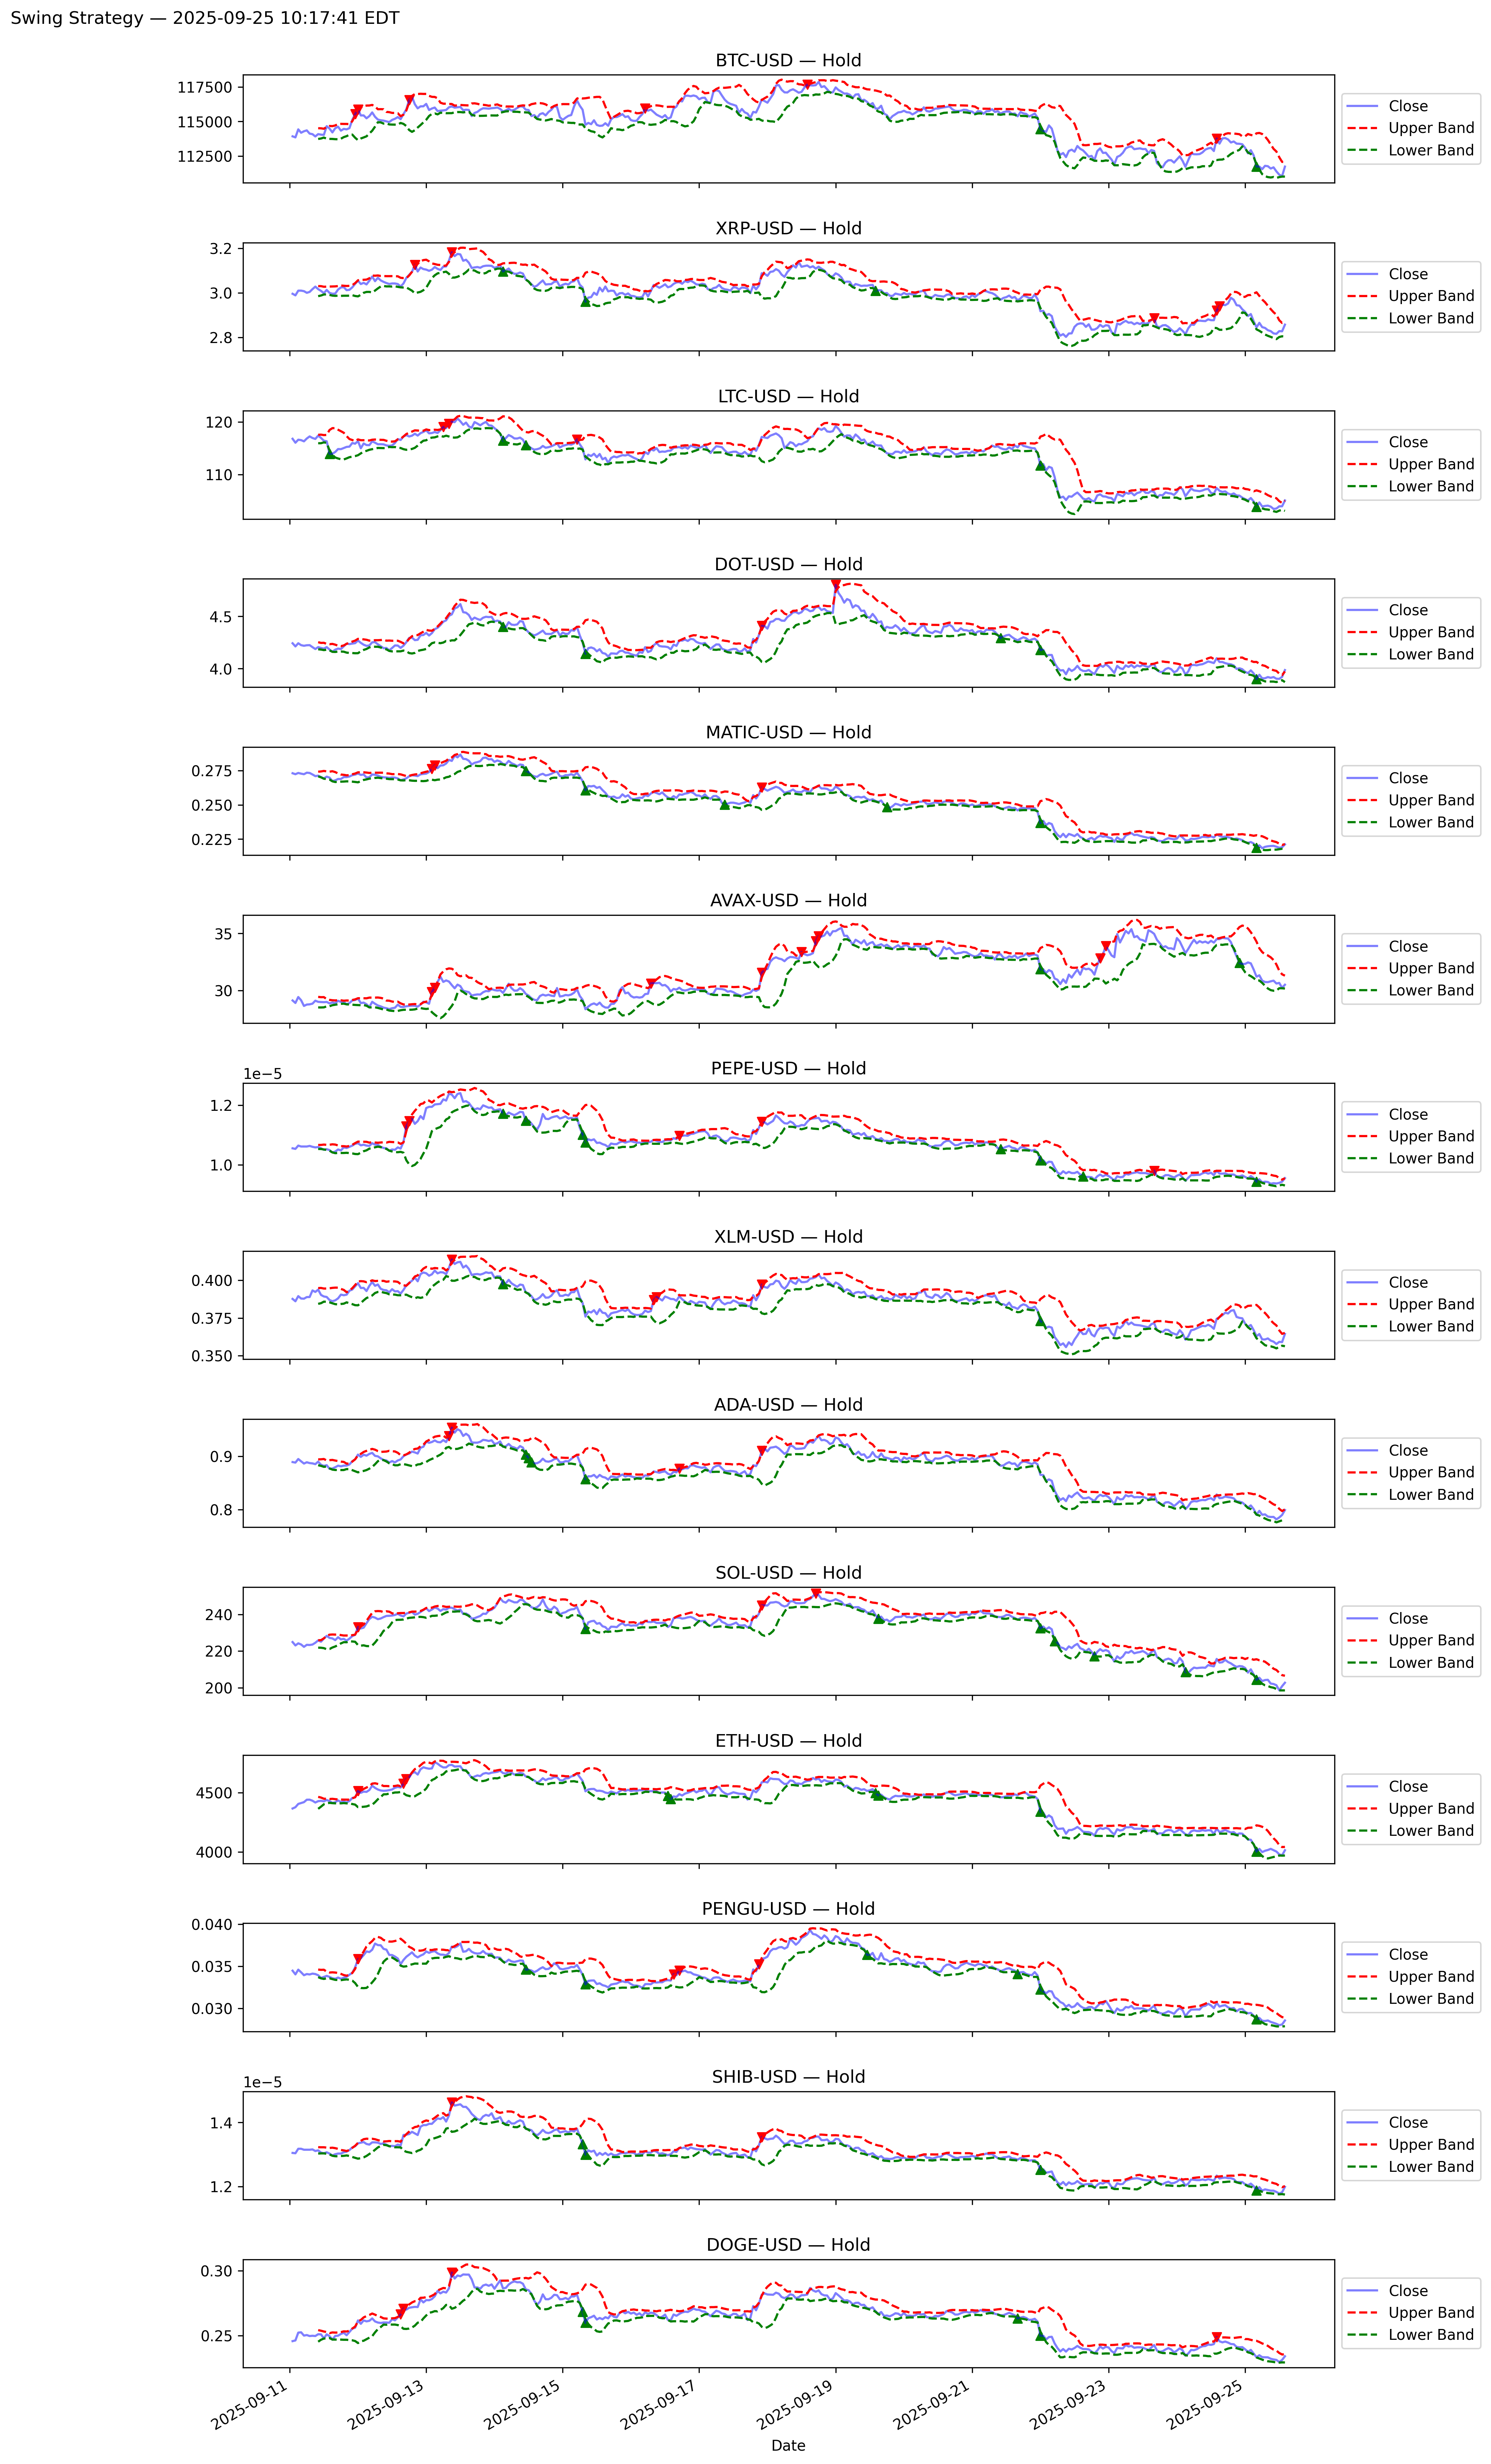 Swing Strategy — 2025-09-25 10:17:41 EDT
BTC-USD — Hold
117500
115000
112500
Close
Upper Band
Lower Band
XRP-USD — Hold
3.2
3.0
2.8
Close
Upper Band
Lower Band
LTC-USD — Hold
120
110
Close
Upper Band
Lower Band
DOT-USD — Hold
4.5
4.0
Close
Upper Band
Lower Band
MATIC-USD — Hold
0.275
0.250
0.225
Close
Upper Band
Lower Band
AVAX-USD — Hold
35
30
Close
Upper Band
Lower Band
PEPE-USD — Hold
1e−5
1.2
1.0
Close
Upper Band
Lower Band
XLM-USD — Hold
0.400
0.375
0.350
Close
Upper Band
Lower Band
ADA-USD — Hold
0.9
0.8
Close
Upper Band
Lower Band
SOL-USD — Hold
240
220
200
Close
Upper Band
Lower Band
ETH-USD — Hold
4500
4000
Close
Upper Band
Lower Band
PENGU-USD — Hold
0.040
0.035
0.030
Close
Upper Band
Lower Band
SHIB-USD — Hold
1e−5
1.4
1.2
Close
Upper Band
Lower Band
DOGE-USD — Hold
0.30
0.25
Close
Upper Band
Lower Band
2025-09-11
2025-09-13
2025-09-15
2025-09-17
2025-09-19
2025-09-21
2025-09-23
2025-09-25
Date